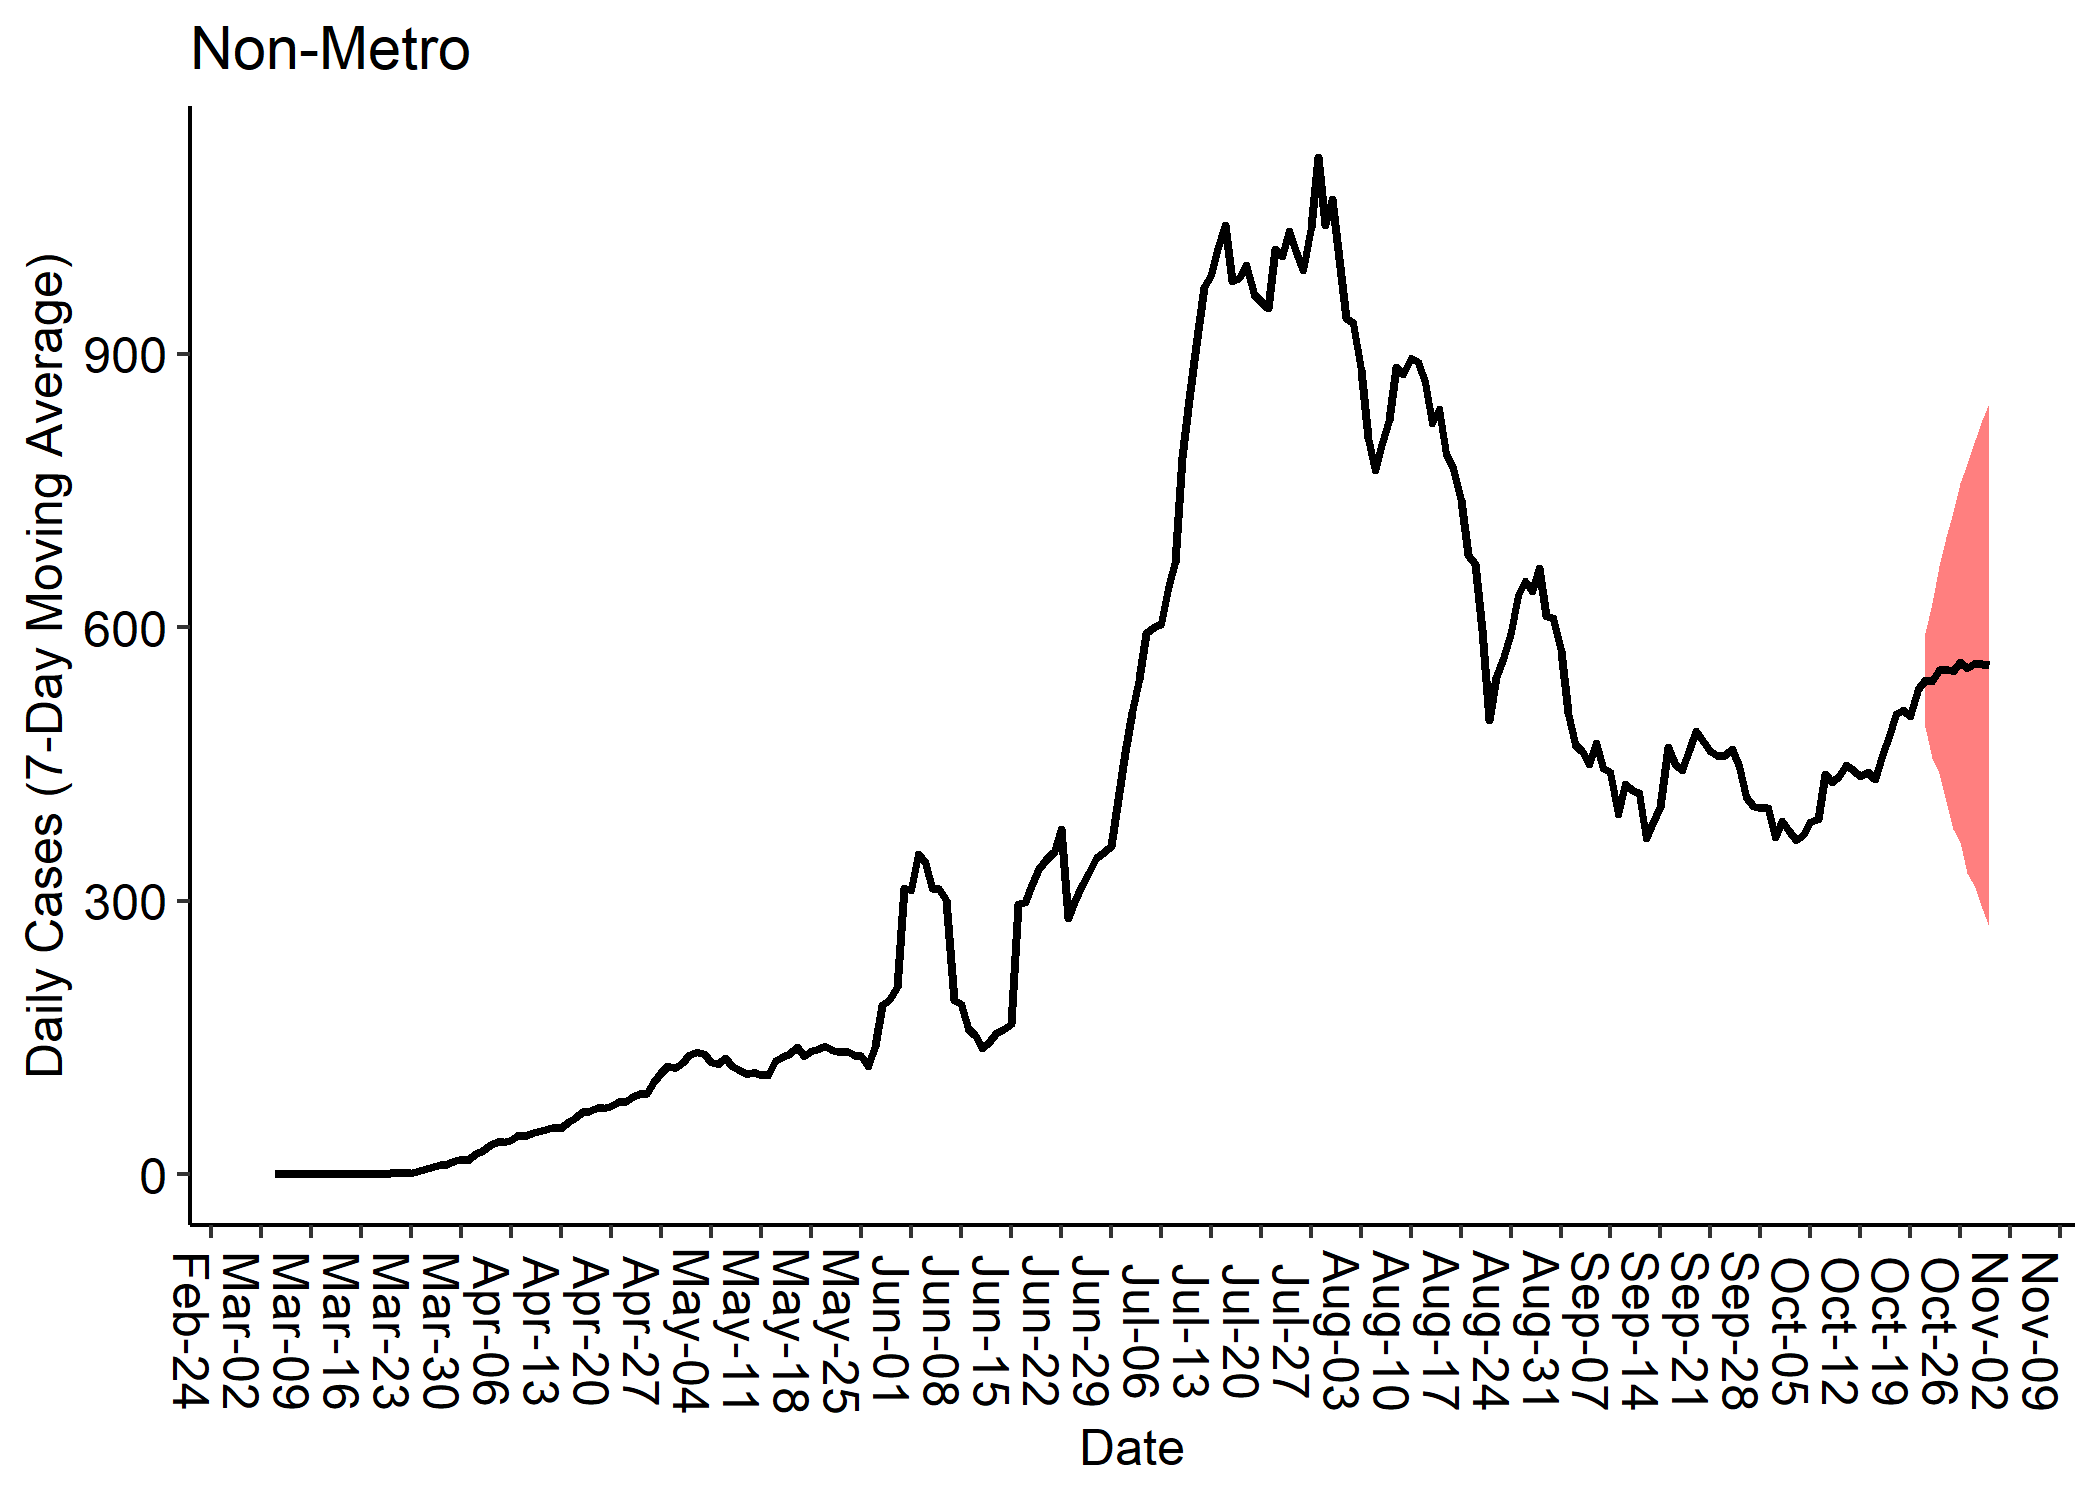 Non-Metro
Daily Cases (7-Day Moving Average)
900
600
300
0
Feb-24
Mar-02
Mar-09
Mar-16
Mar-23
Mar-30
Apr-06
Apr-13
Apr-20
Apr-27
May-04
May-11
May-18
May-25
Jun-01
Jun-08
Jun-15
Jun-22
Jun-29
Jul-06
Jul-13
Jul-20
Jul-27
Aug-03
Aug-10
Aug-17
Aug-24
Aug-31
Sep-07
Sep-14
Sep-21
Sep-28
Oct-05
Oct-12
Oct-19
Oct-26
Nov-02
Nov-09
Date